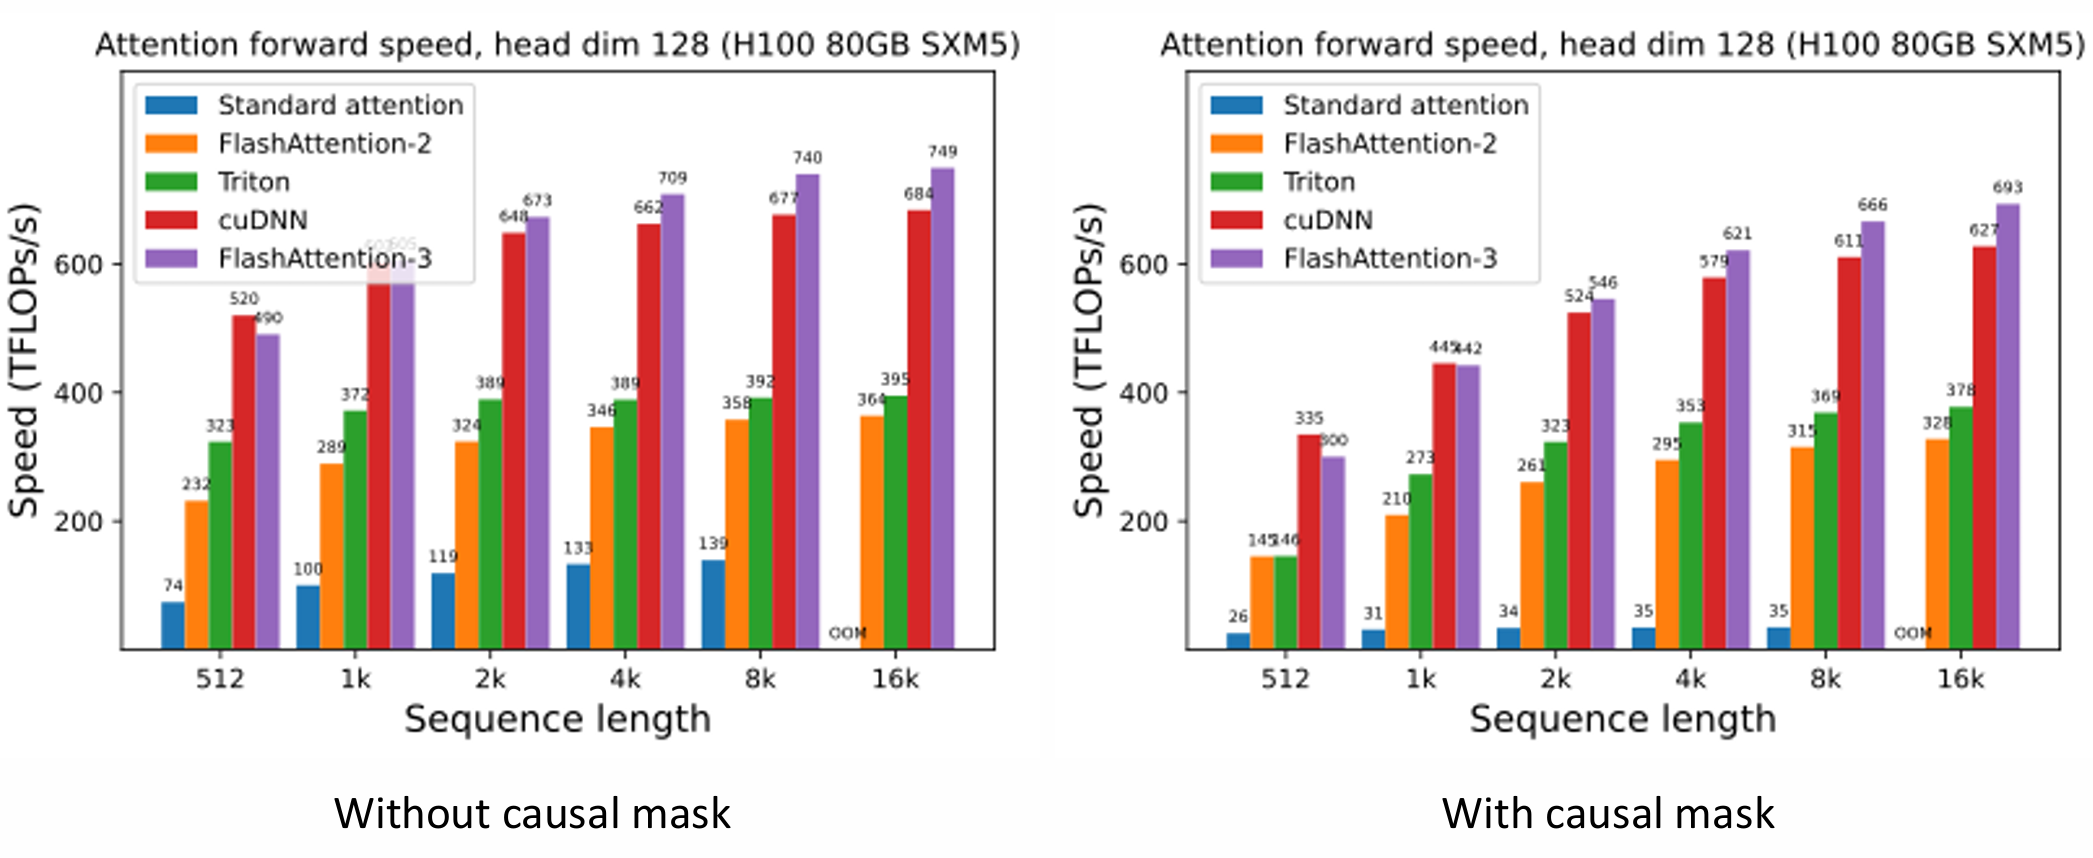 Attention forward speed, head dim 128 (H100 80GB SXM5)
Standard attention
FlashAttention-2
Triton
cuDNN
FlashAttention-3
Speed (TFLOPs/s)
600
400
200
74 232 323 520 490
100 289 372 605
119 324 389 648 673
133 346 389 662 709
139 358 392 677 740
OOM 364 395 684 749
512 1k 2k 4k 8k 16k
Sequence length
Without causal mask
Attention forward speed, head dim 128 (H100 80GB SXM5)
Standard attention
FlashAttention-2
Triton
cuDNN
FlashAttention-3
Speed (TFLOPs/s)
600
400
200
26 145 146 335 300
31 210 273 445 442
34 261 323 524 546
35 295 353 579 621
35 315 369 611 666
OOM 328 378 627 693
512 1k 2k 4k 8k 16k
Sequence length
With causal mask